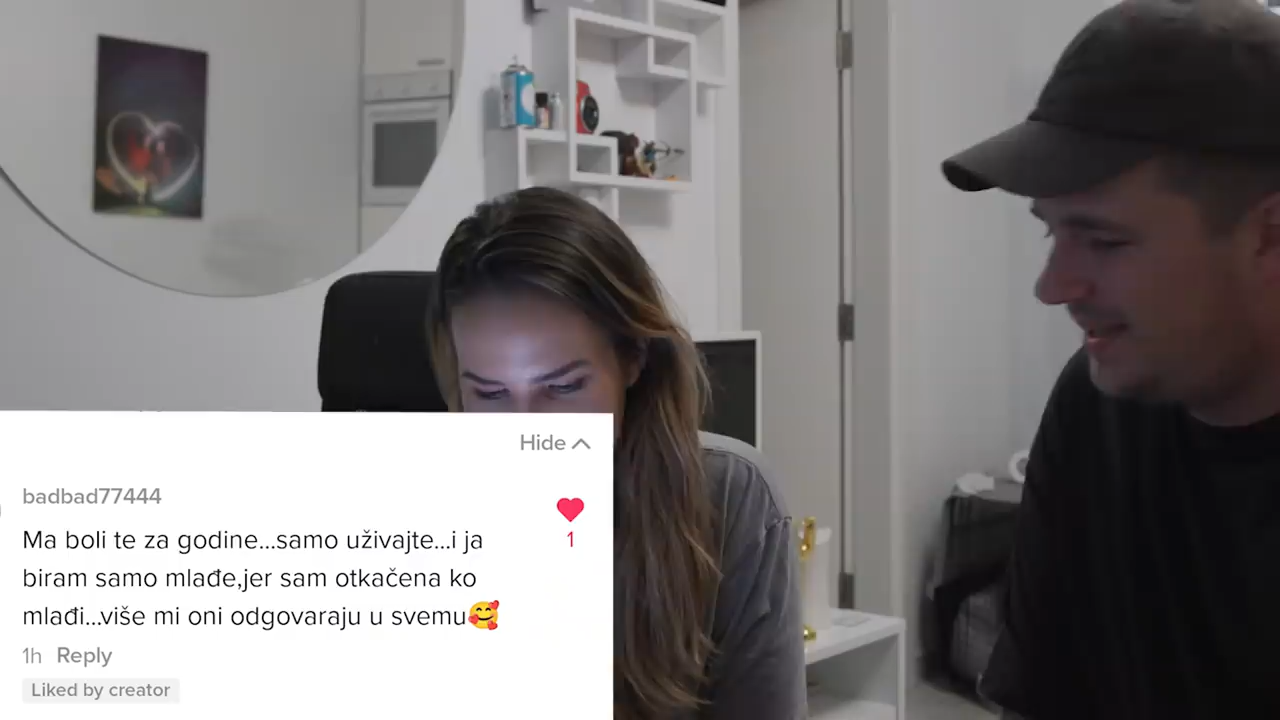 Hide
badbad77444
Ma boli te za godine...samo uživajte...i ja
biram samo mlađe,jer sam otkačena ko
mlađi...više mi oni odgovaraju u svemu🥰
1
1h Reply
Liked by creator